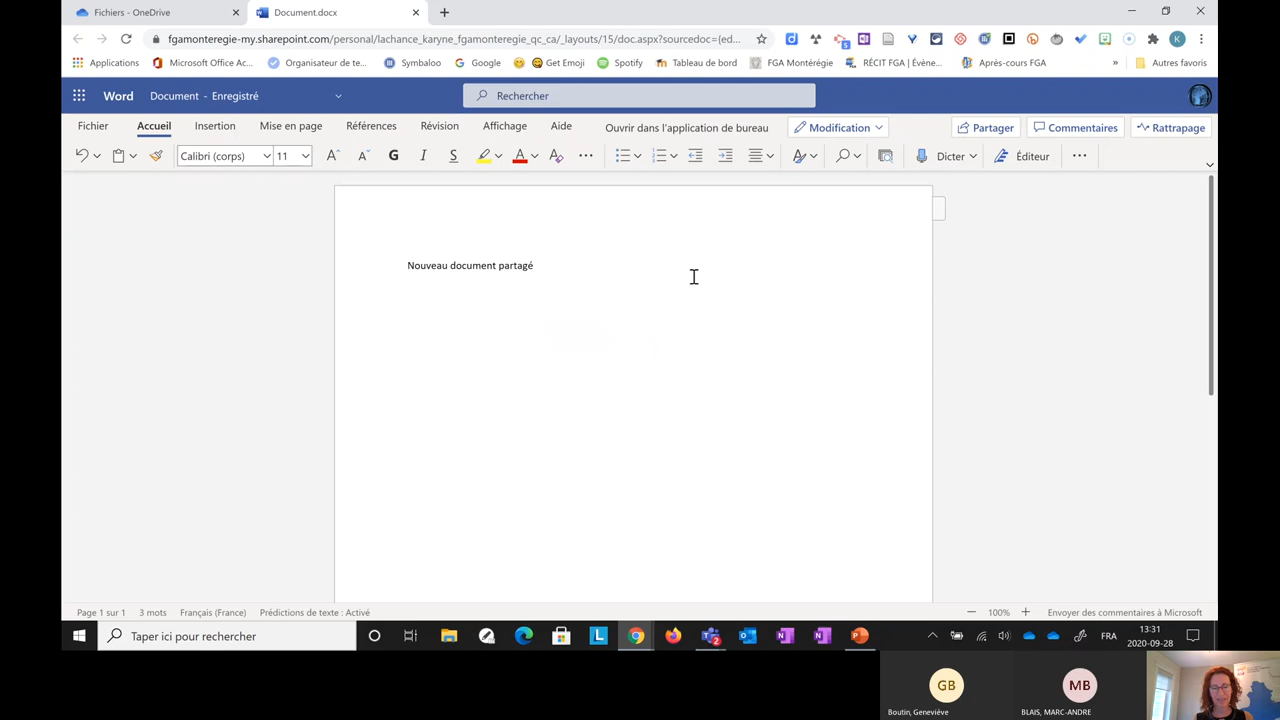 Fichiers - OneDrive
Document.docx
fgamonteregie-my.sharepoint.com/personal/lachance_karyne_fgamonteregie_qc_ca/_layouts/15/doc.aspx?sourcedoc={ed...
Applications
Microsoft Office Ac...
Organisateur de te...
Symbaloo
Google
Get Emoji
Spotify
Tableau de bord
FGA Montérégie
RÉCIT FGA | Évène...
Après-cours FGA
»
Autres favoris
Word
Document - Enregistré
Rechercher
Fichier
Accueil
Insertion
Mise en page
Références
Révision
Affichage
Aide
Ouvrir dans l'application de bureau
Modification
Partager
Commentaires
Rattrapage
Calibri (corps)
11
G
I
S
Dicter
Éditeur
Nouveau document partagé
Page 1 sur 1
3 mots
Français (France)
Prédictions de texte : Activé
100%
Envoyer des commentaires à Microsoft
Taper ici pour rechercher
FRA
13:31
2020-09-28
GB
Boutin, Geneviève
MB
BLAIS, MARC-ANDRE